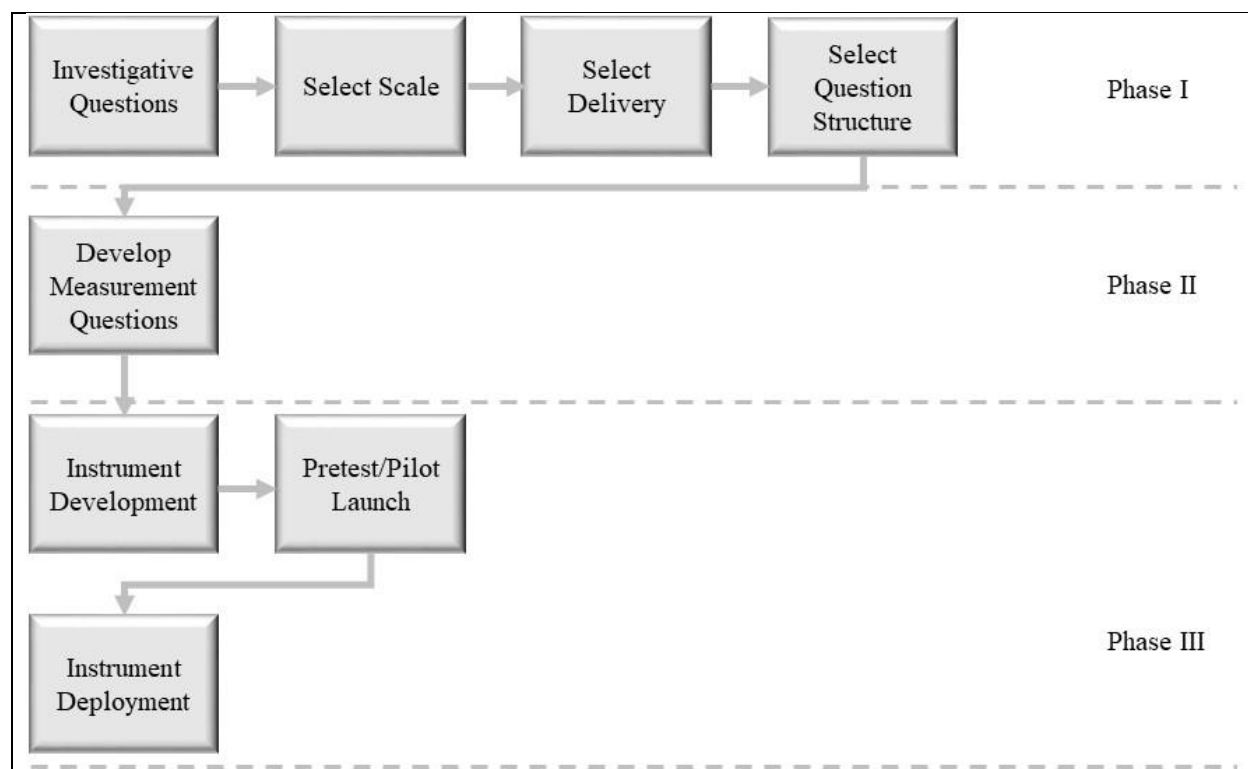 Investigative
Questions
Select Scale
Select
Delivery
Select
Question
Structure
Phase I
Develop
Measurement
Questions
Phase II
Instrument
Development
Pretest/Pilot
Launch
Instrument
Deployment
Phase III